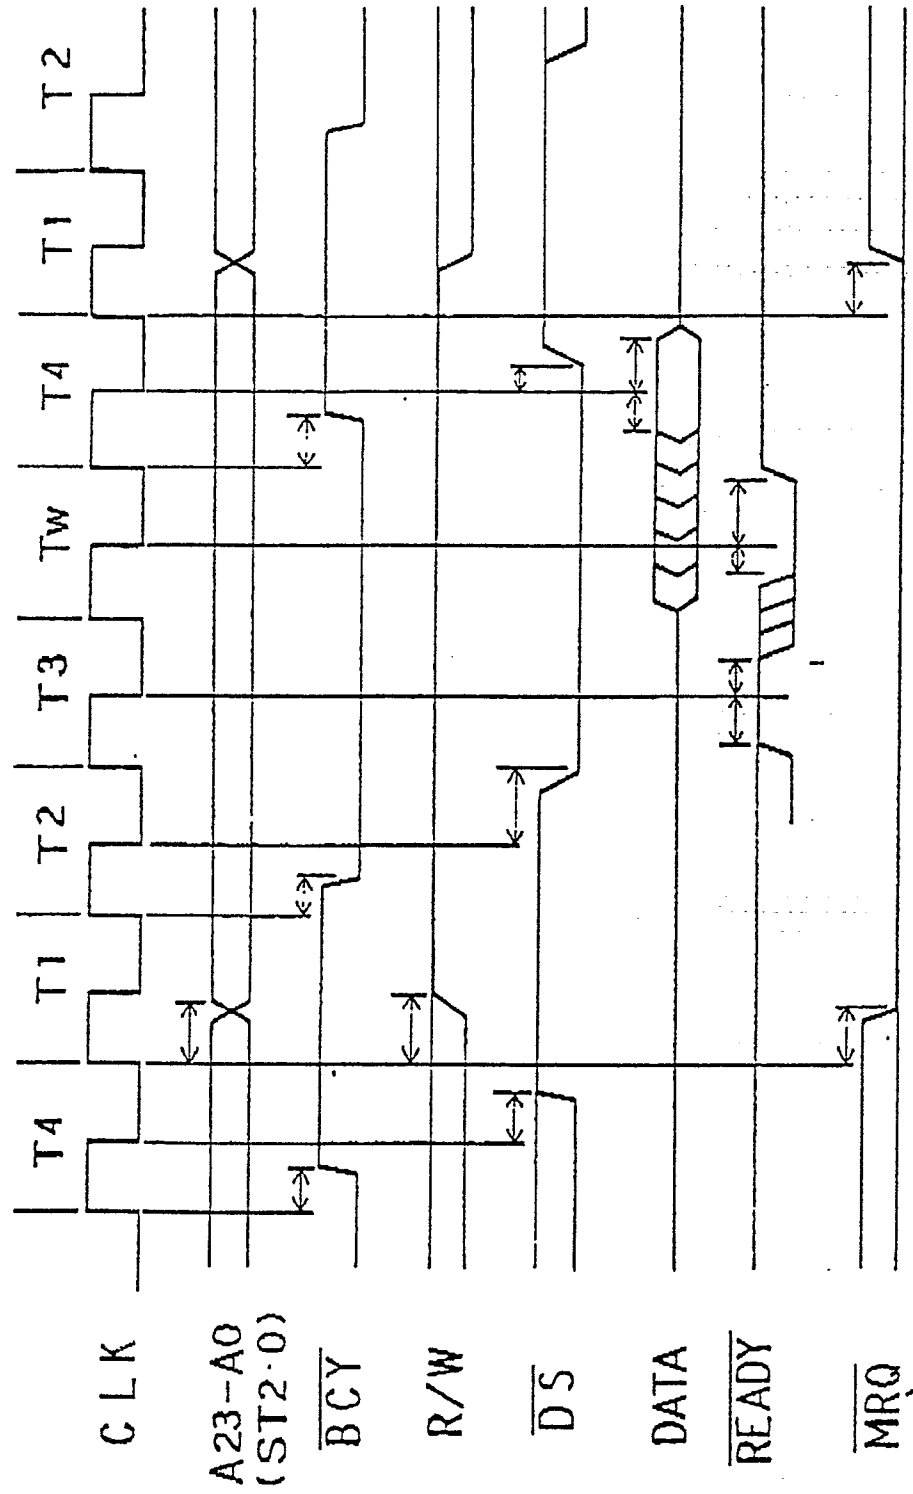 T4 T1 T2 T3 TW T4 T1 T2
CLK
A23-A0
(ST2·0)
BCY
R/W
DS
DATA
READY
MRQ